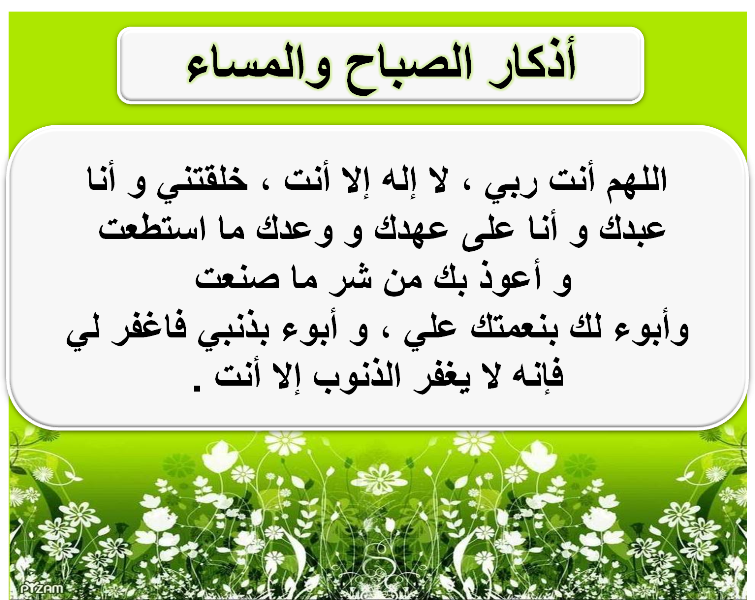 أذكار الصباح والمساء
اللهم أنت ربي ، لا إله إلا أنت ، خلقتني و أنا
عبدك و أنا على عهدك و وعدك ما استطعت
و أعوذ بك من شر ما صنعت
وأبوء لك بنعمتك علي ، و أبوء بذنبي فاغفر لي
فإنه لا يغفر الذنوب إلا أنت .
PYZAM